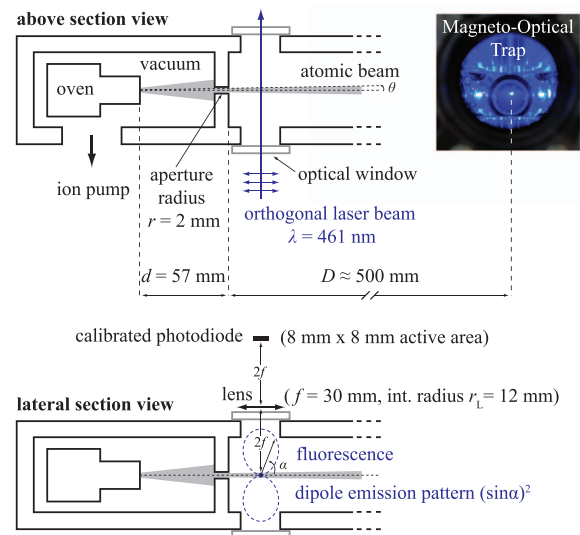 above section view
Magneto-Optical
Trap
vacuum
atomic beam
oven
θ
ion pump
aperture
radius
r = 2 mm
optical window
orthogonal laser beam
λ = 461 nm
d = 57 mm
D ≈ 500 mm
calibrated photodiode
(8 mm x 8 mm active area)
2f
lens
(f = 30 mm, int. radius rL= 12 mm)
lateral section view
2f
α
fluorescence
dipole emission pattern (sinα)²